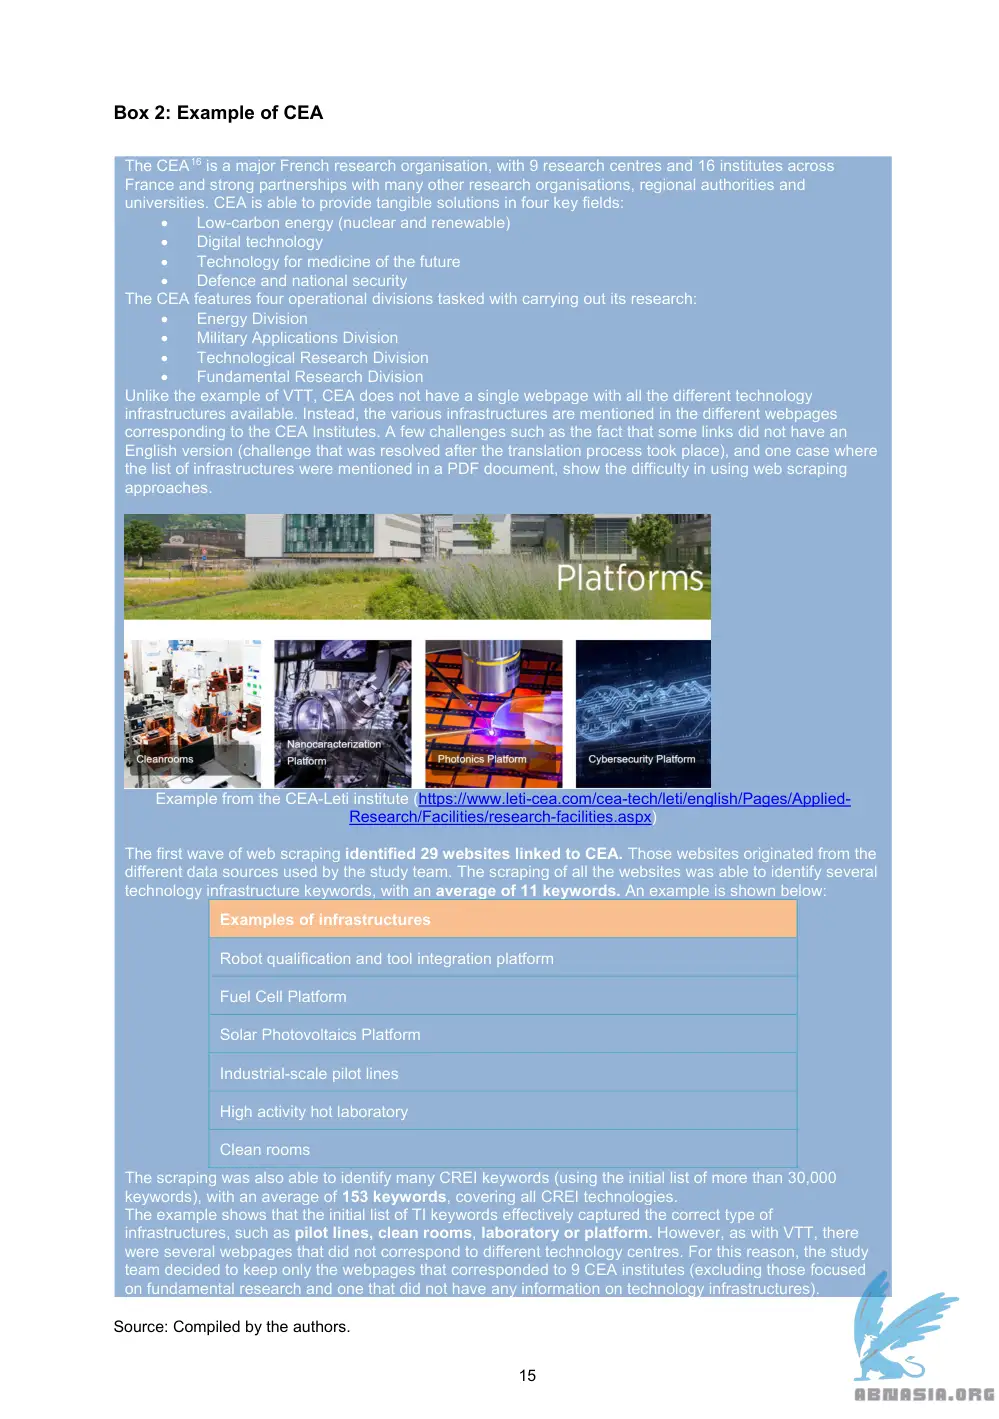 Box 2: Example of CEA
The CEA16 is a major French research organisation, with 9 research centres and 16 institutes across
France and strong partnerships with many other research organisations, regional authorities and
universities. CEA is able to provide tangible solutions in four key fields:
• Low-carbon energy (nuclear and renewable)
• Digital technology
• Technology for medicine of the future
• Defence and national security
The CEA features four operational divisions tasked with carrying out its research:
• Energy Division
• Military Applications Division
• Technological Research Division
• Fundamental Research Division
Unlike the example of VTT, CEA does not have a single webpage with all the different technology
infrastructures available. Instead, the various infrastructures are mentioned in the different webpages
corresponding to the CEA Institutes. A few challenges such as the fact that some links did not have an
English version (challenge that was resolved after the translation process took place), and one case where
the list of infrastructures were mentioned in a PDF document, show the difficulty in using web scraping
approaches.
Platforms
Cleanrooms
Nanocaracterization
Platform
Photonics Platform
Cybersecurity Platform
Example from the CEA-Leti institute (https://www.leti-cea.com/cea-tech/leti/english/Pages/Applied-
Research/Facilities/research-facilities.aspx)
The first wave of web scraping identified 29 websites linked to CEA. Those websites originated from the
different data sources used by the study team. The scraping of all the websites was able to identify several
technology infrastructure keywords, with an average of 11 keywords. An example is shown below:
Examples of infrastructures
Robot qualification and tool integration platform
Fuel Cell Platform
Solar Photovoltaics Platform
Industrial-scale pilot lines
High activity hot laboratory
Clean rooms
The scraping was also able to identify many CREI keywords (using the initial list of more than 30,000
keywords), with an average of 153 keywords, covering all CREI technologies.
The example shows that the initial list of TI keywords effectively captured the correct type of
infrastructures, such as pilot lines, clean rooms, laboratory or platform. However, as with VTT, there
were several webpages that did not correspond to different technology centres. For this reason, the study
team decided to keep only the webpages that corresponded to 9 CEA institutes (excluding those focused
on fundamental research and one that did not have any information on technology infrastructures).
Source: Compiled by the authors.
15
ABNASIA.ORG